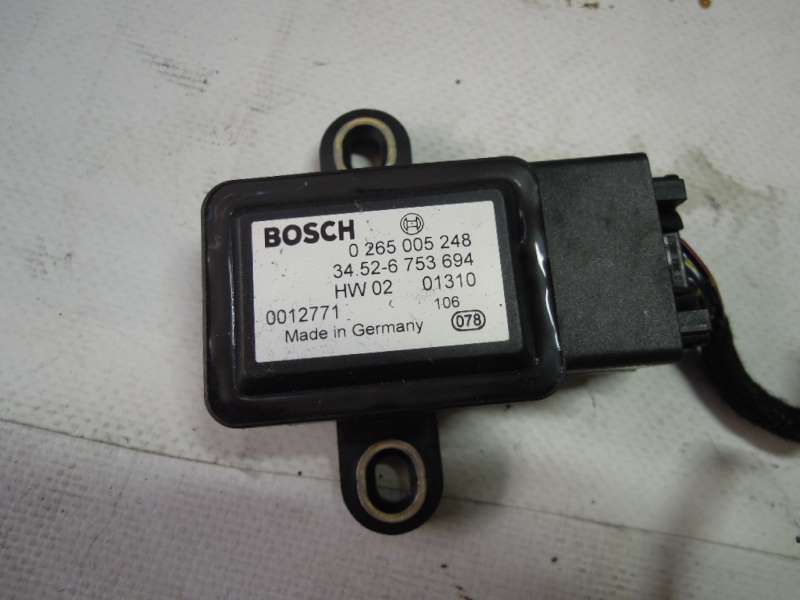 BOSCH
0 265 005 248
34.52-6 753 694
HW 02 01310
0012771 106
Made in Germany 078